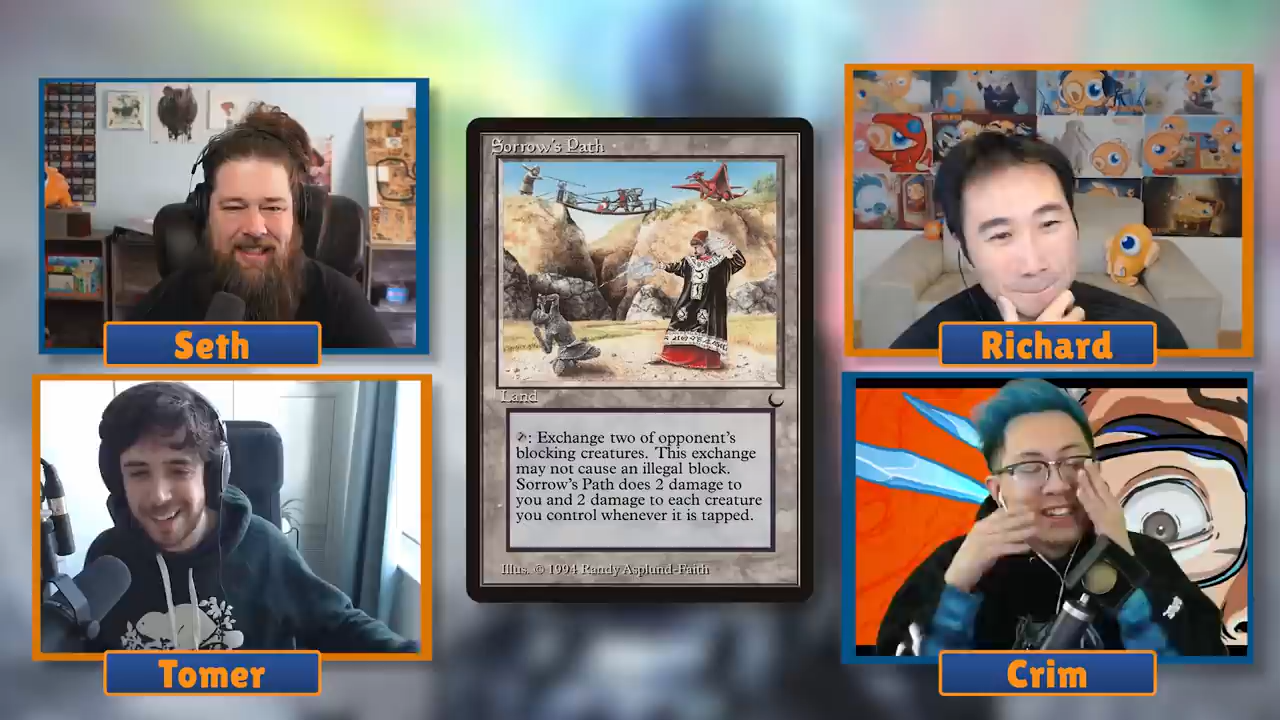 Seth
Richard
Sorrow's Path
Land
: Exchange two of opponent's
blocking creatures. This exchange
may not cause an illegal block.
Sorrow's Path does 2 damage to
you and 2 damage to each creature
you control whenever it is tapped.
Illus. © 1994 Randy Asplund-Faith
Tomer
Crim